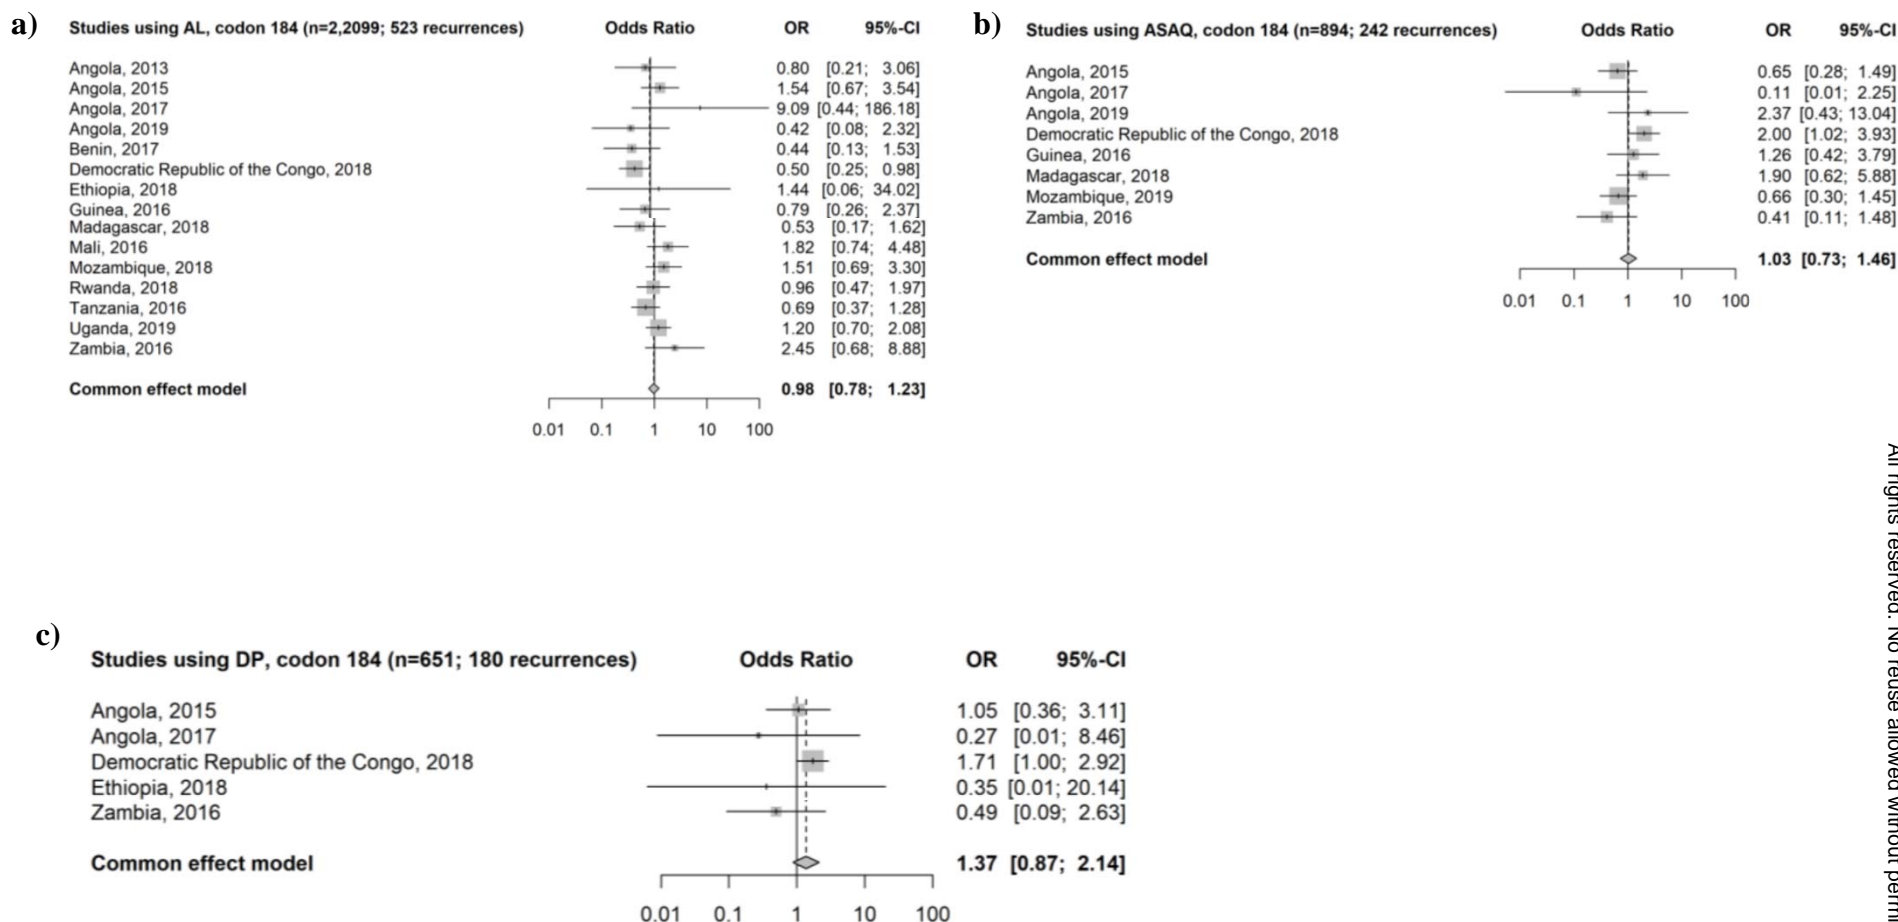 a)
Studies using AL, codon 184 (n=2,2099; 523 recurrences) Odds Ratio OR 95%-CI
Angola, 2013 0.80 [0.21; 3.06]
Angola, 2015 1.54 [0.67; 3.54]
Angola, 2017 9.09 [0.44; 186.18]
Angola, 2019 0.42 [0.08; 2.32]
Benin, 2017 0.44 [0.13; 1.53]
Democratic Republic of the Congo, 2018 0.50 [0.25; 0.98]
Ethiopia, 2018 1.44 [0.06; 34.02]
Guinea, 2016 0.79 [0.26; 2.37]
Madagascar, 2018 0.53 [0.17; 1.62]
Mali, 2016 1.82 [0.74; 4.48]
Mozambique, 2018 1.51 [0.69; 3.30]
Rwanda, 2018 0.96 [0.47; 1.97]
Tanzania, 2016 0.69 [0.37; 1.28]
Uganda, 2019 1.20 [0.70; 2.08]
Zambia, 2016 2.45 [0.68; 8.88]
Common effect model 0.98 [0.78; 1.23]
0.01 0.1 1 10 100
b)
Studies using ASAQ, codon 184 (n=894; 242 recurrences) Odds Ratio OR 95%-CI
Angola, 2015 0.65 [0.28; 1.49]
Angola, 2017 0.11 [0.01; 2.25]
Angola, 2019 2.37 [0.43; 13.04]
Democratic Republic of the Congo, 2018 2.00 [1.02; 3.93]
Guinea, 2016 1.26 [0.42; 3.79]
Madagascar, 2018 1.90 [0.62; 5.88]
Mozambique, 2019 0.66 [0.30; 1.45]
Zambia, 2016 0.41 [0.11; 1.48]
Common effect model 1.03 [0.73; 1.46]
0.01 0.1 1 10 100
c)
Studies using DP, codon 184 (n=651; 180 recurrences) Odds Ratio OR 95%-CI
Angola, 2015 1.05 [0.36; 3.11]
Angola, 2017 0.27 [0.01; 8.46]
Democratic Republic of the Congo, 2018 1.71 [1.00; 2.92]
Ethiopia, 2018 0.35 [0.01; 20.14]
Zambia, 2016 0.49 [0.09; 2.63]
Common effect model 1.37 [0.87; 2.14]
0.01 0.1 1 10 100
All rights reserved. No reuse allowed without